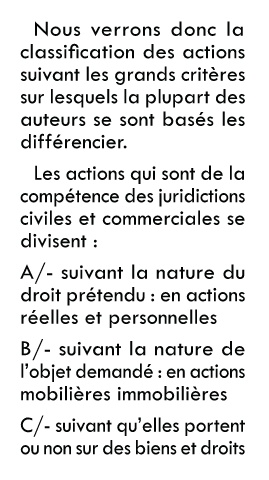 Nous verrons donc la
classification des actions
suivant les grands critères
sur lesquels la plupart des
auteurs se sont basés les
différencier.
Les actions qui sont de la
compétence des juridictions
civiles et commerciales se
divisent :
A/- suivant la nature du
droit prétendu : en actions
réelles et personnelles
B/- suivant la nature de
l'objet demandé : en actions
mobilières immobilières
C/- suivant qu'elles portent
ou non sur des biens et droits